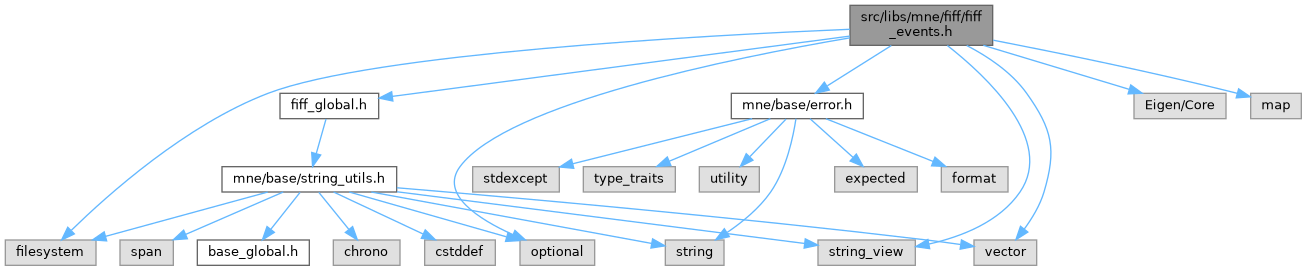 src/libs/mne/fiff/fiff
_events.h
fiff_global.h
mne/base/error.h
Eigen/Core
map
mne/base/string_utils.h
stdexcept
type_traits
utility
expected
format
filesystem
span
base_global.h
chrono
cstddef
optional
string
string_view
vector